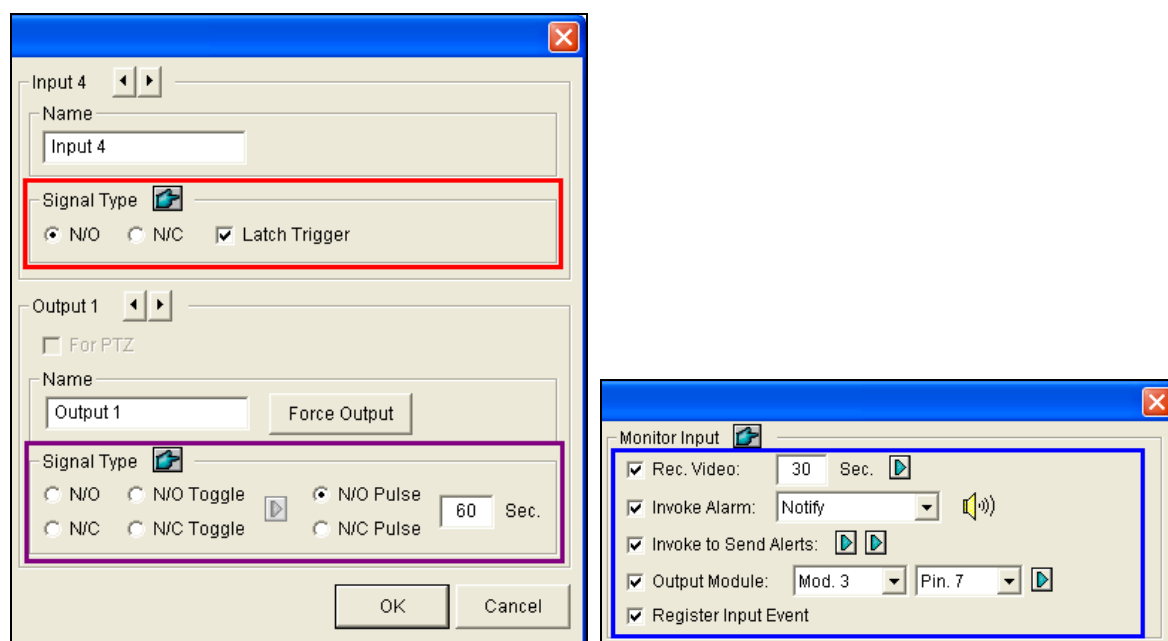 Input 4
Name
Input 4
Signal Type
N/O N/C Latch Trigger
Output 1
For PTZ
Name
Output 1 Force Output
Signal Type
N/O N/O Toggle N/O Pulse
60 Sec.
N/C N/C Toggle N/C Pulse
OK Cancel
Monitor Input
Rec. Video: 30 Sec.
Invoke Alarm: Notify
Invoke to Send Alerts:
Output Module: Mod. 3 Pin. 7
Register Input Event